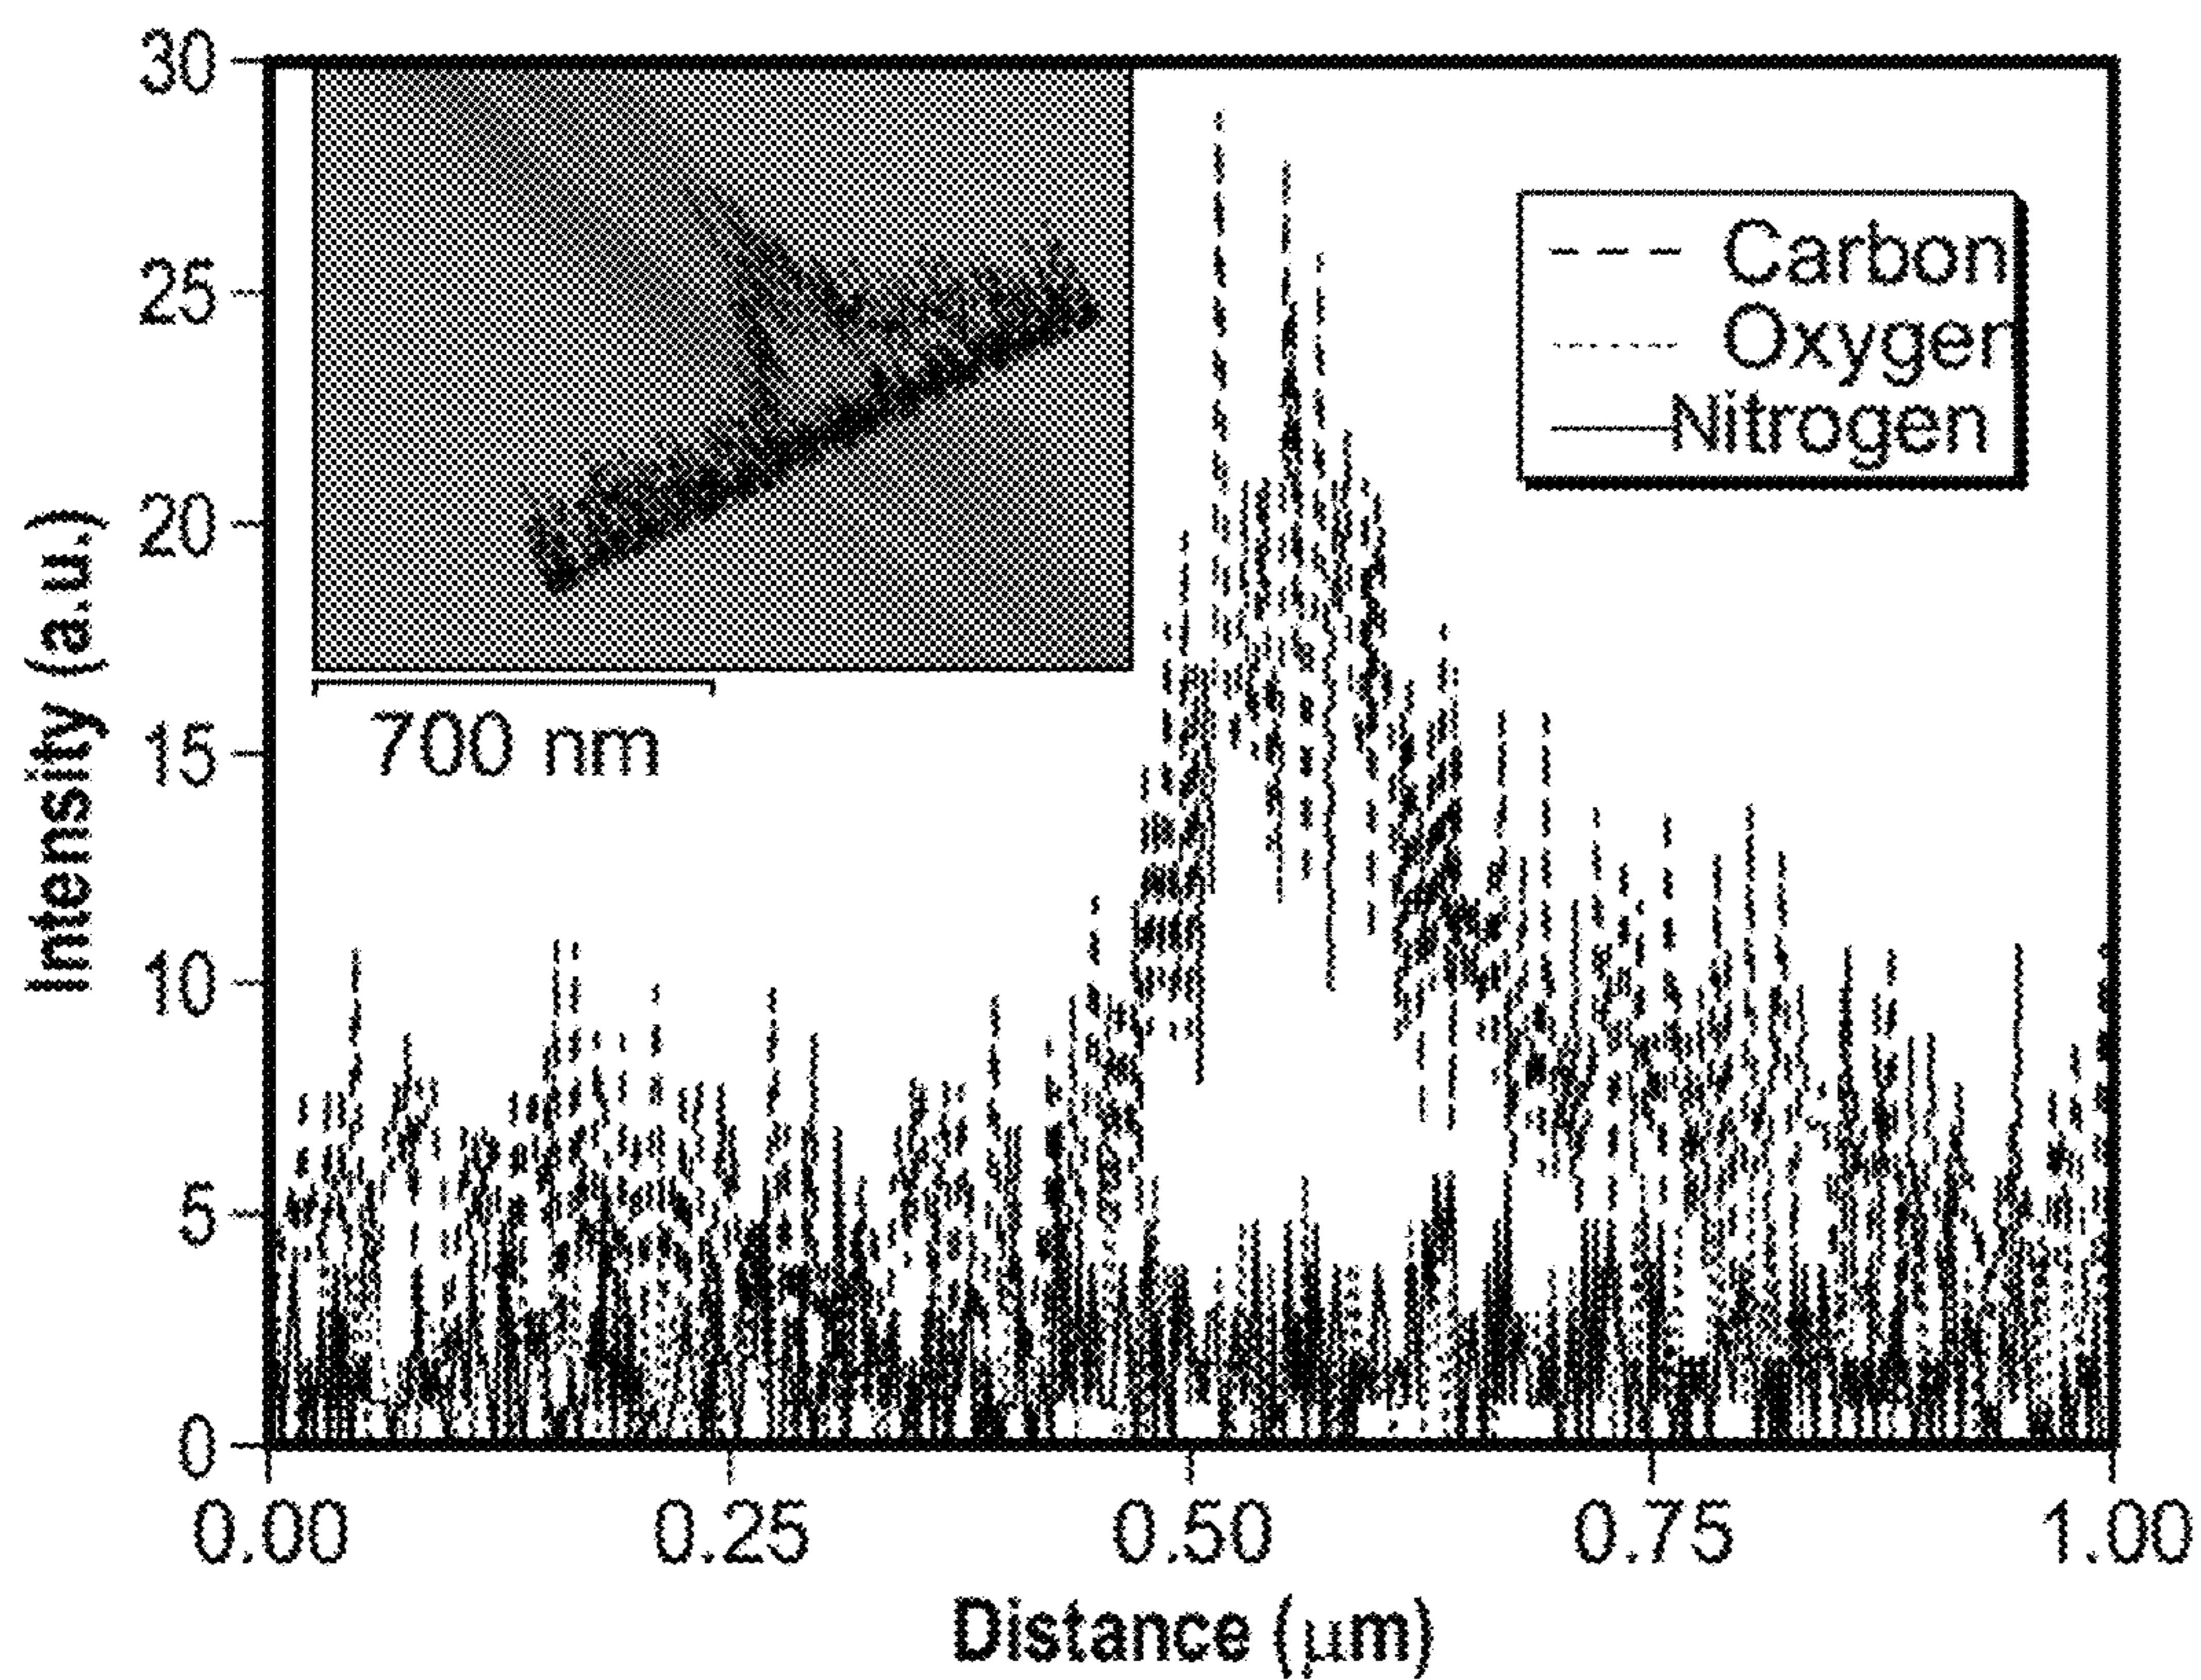 30
25
20
15
10
5
0
Intensity (a.u.)
700 nm
Carbon
Oxygen
Nitrogen
0.00
0.25
0.50
0.75
1.00
Distance (μm)